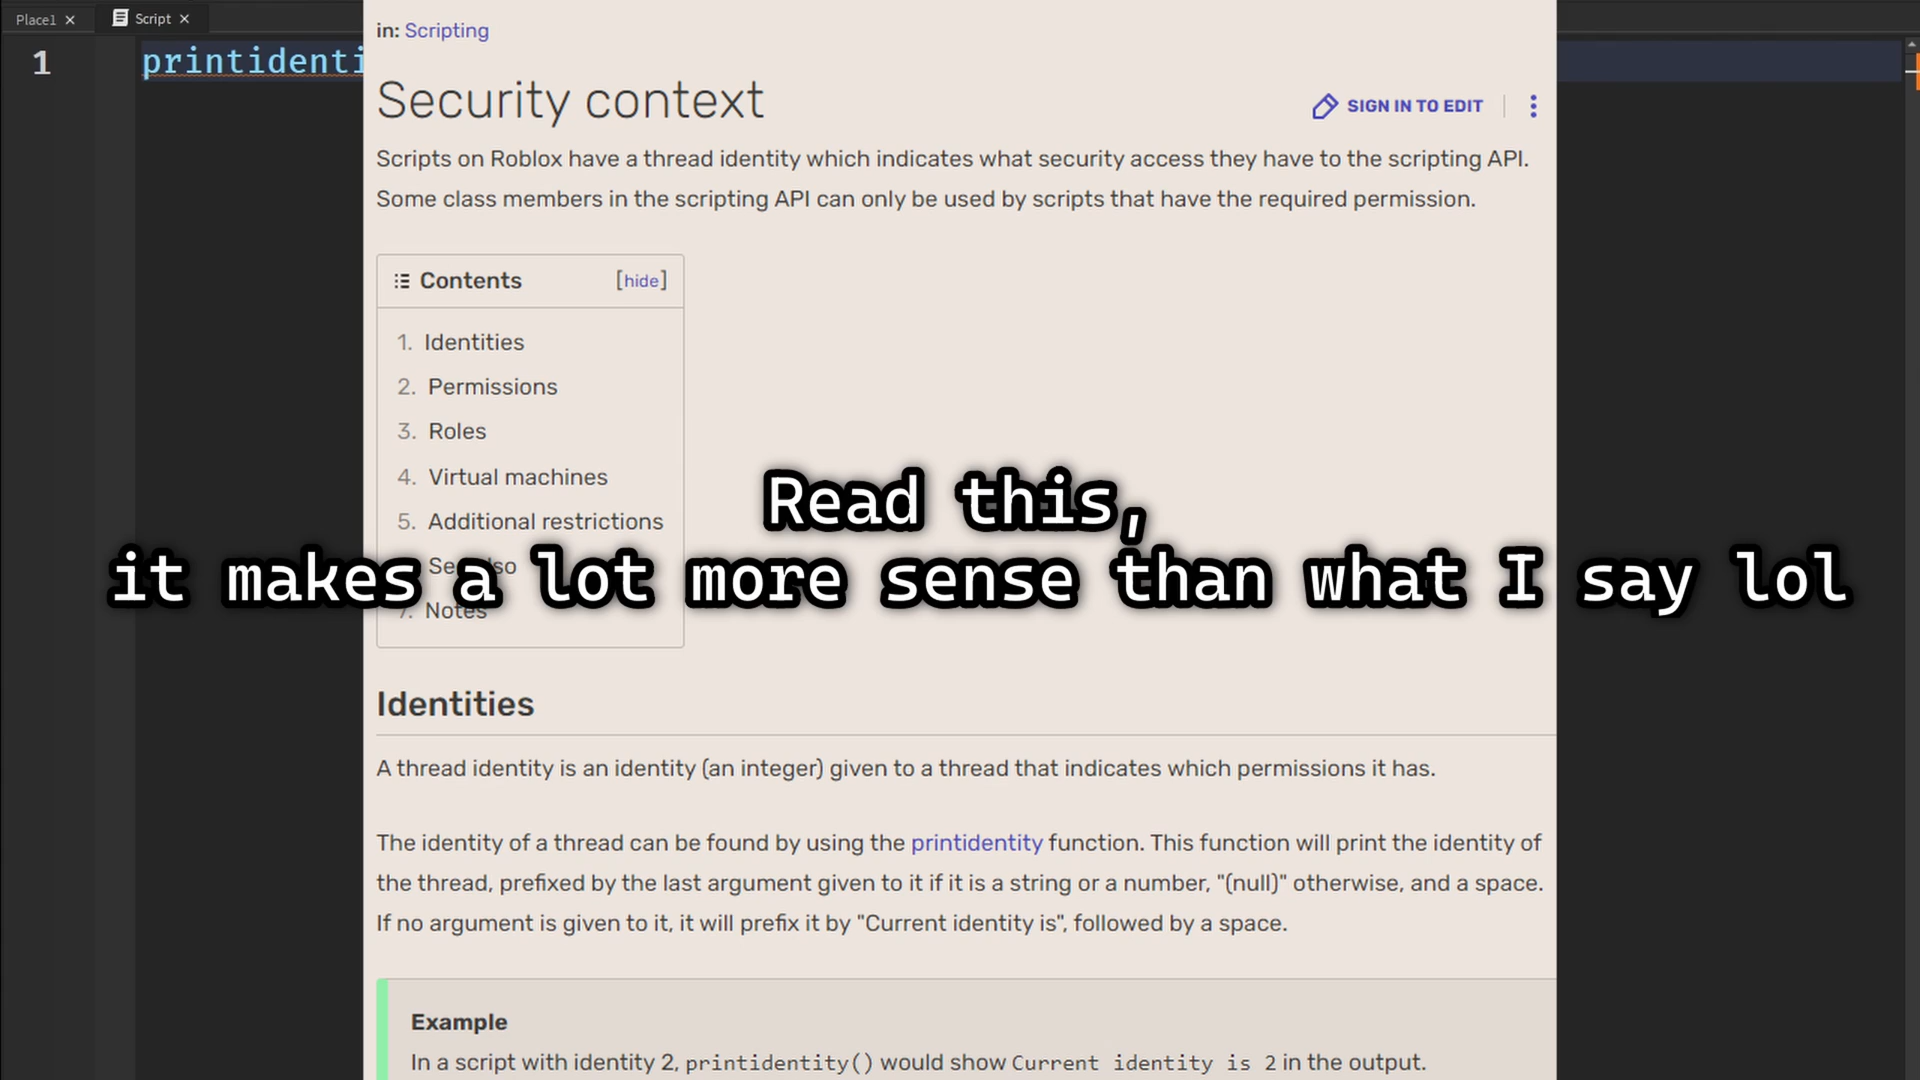 Place1
Script
1
printidenti
in: Scripting
Security context
SIGN IN TO EDIT
Scripts on Roblox have a thread identity which indicates what security access they have to the scripting API.
Some class members in the scripting API can only be used by scripts that have the required permission.
Contents [hide]
1. Identities
2. Permissions
3. Roles
4. Virtual machines
5. Additional restrictions
7. Notes
Read this,
it makes a lot more sense than what I say lol
Identities
A thread identity is an identity (an integer) given to a thread that indicates which permissions it has.
The identity of a thread can be found by using the printidentity function. This function will print the identity of
the thread, prefixed by the last argument given to it if it is a string or a number, "(null)" otherwise, and a space.
If no argument is given to it, it will prefix it by "Current identity is", followed by a space.
Example
In a script with identity 2, printidentity() would show Current identity is 2 in the output.